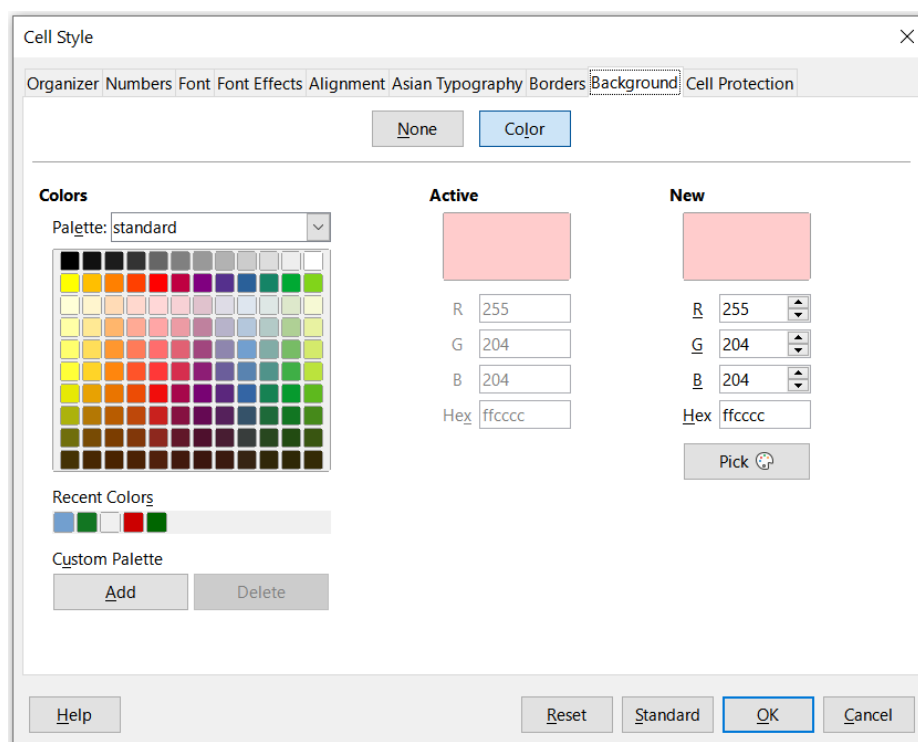 Cell Style
Organizer Numbers Font Font Effects Alignment Asian Typography Borders Background Cell Protection
None Color
Colors
Palette: standard
Recent Colors
Custom Palette
Add Delete
Active
R 255
G 204
B 204
Hex ffcccc
New
R 255
G 204
B 204
Hex ffcccc
Pick
Help Reset Standard OK Cancel